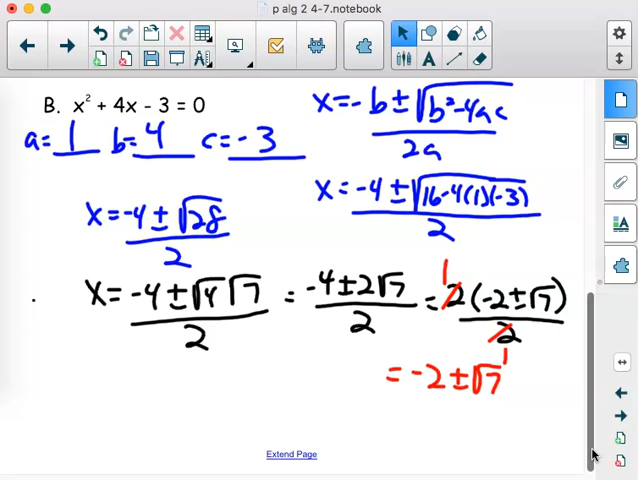 p alg 2 4-7.notebook
B. x² + 4x - 3 = 0
a= 1 b= 4 c= -3
x = -b ± √(b²-4ac) / 2a
x = -4 ± √(16-4(1)(-3)) / 2
x = -4 ± √28 / 2
x = -4 ± √4 √7 / 2 = -4 ± 2√7 / 2 = 2(-2 ± √7) / 2
1
1
= -2 ± √7
Extend Page